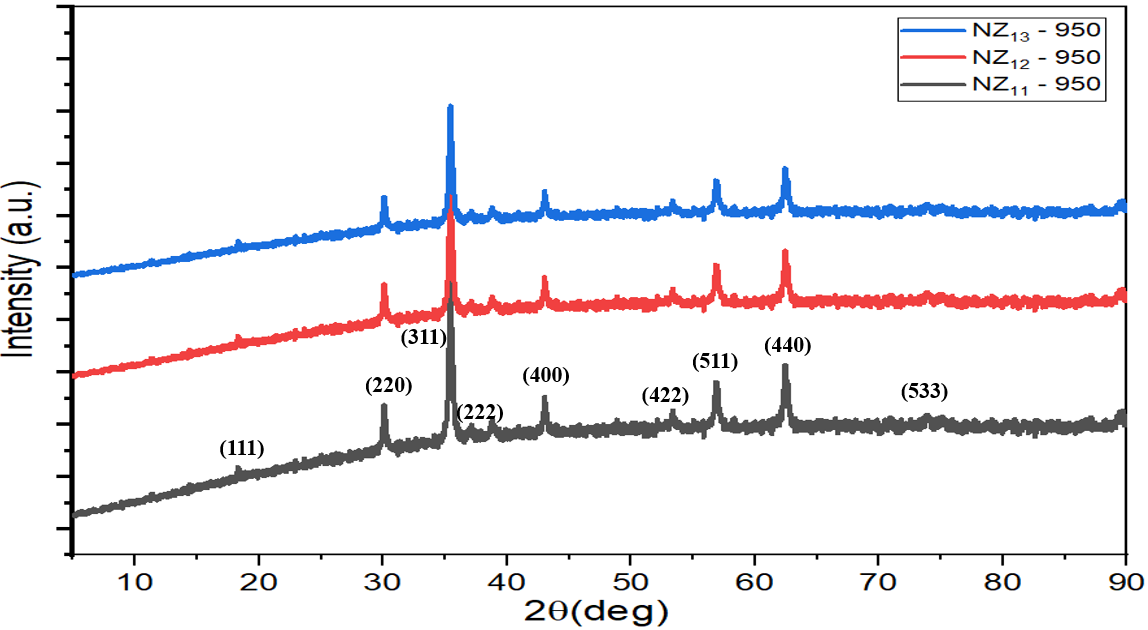 NZ₁₃ - 950
NZ₁₂ - 950
NZ₁₁ - 950
Intensity (a.u.)
(111)
(220)
(311)
(222)
(400)
(422)
(511)
(440)
(533)
10 20 30 40 50 60 70 80 90
2θ(deg)